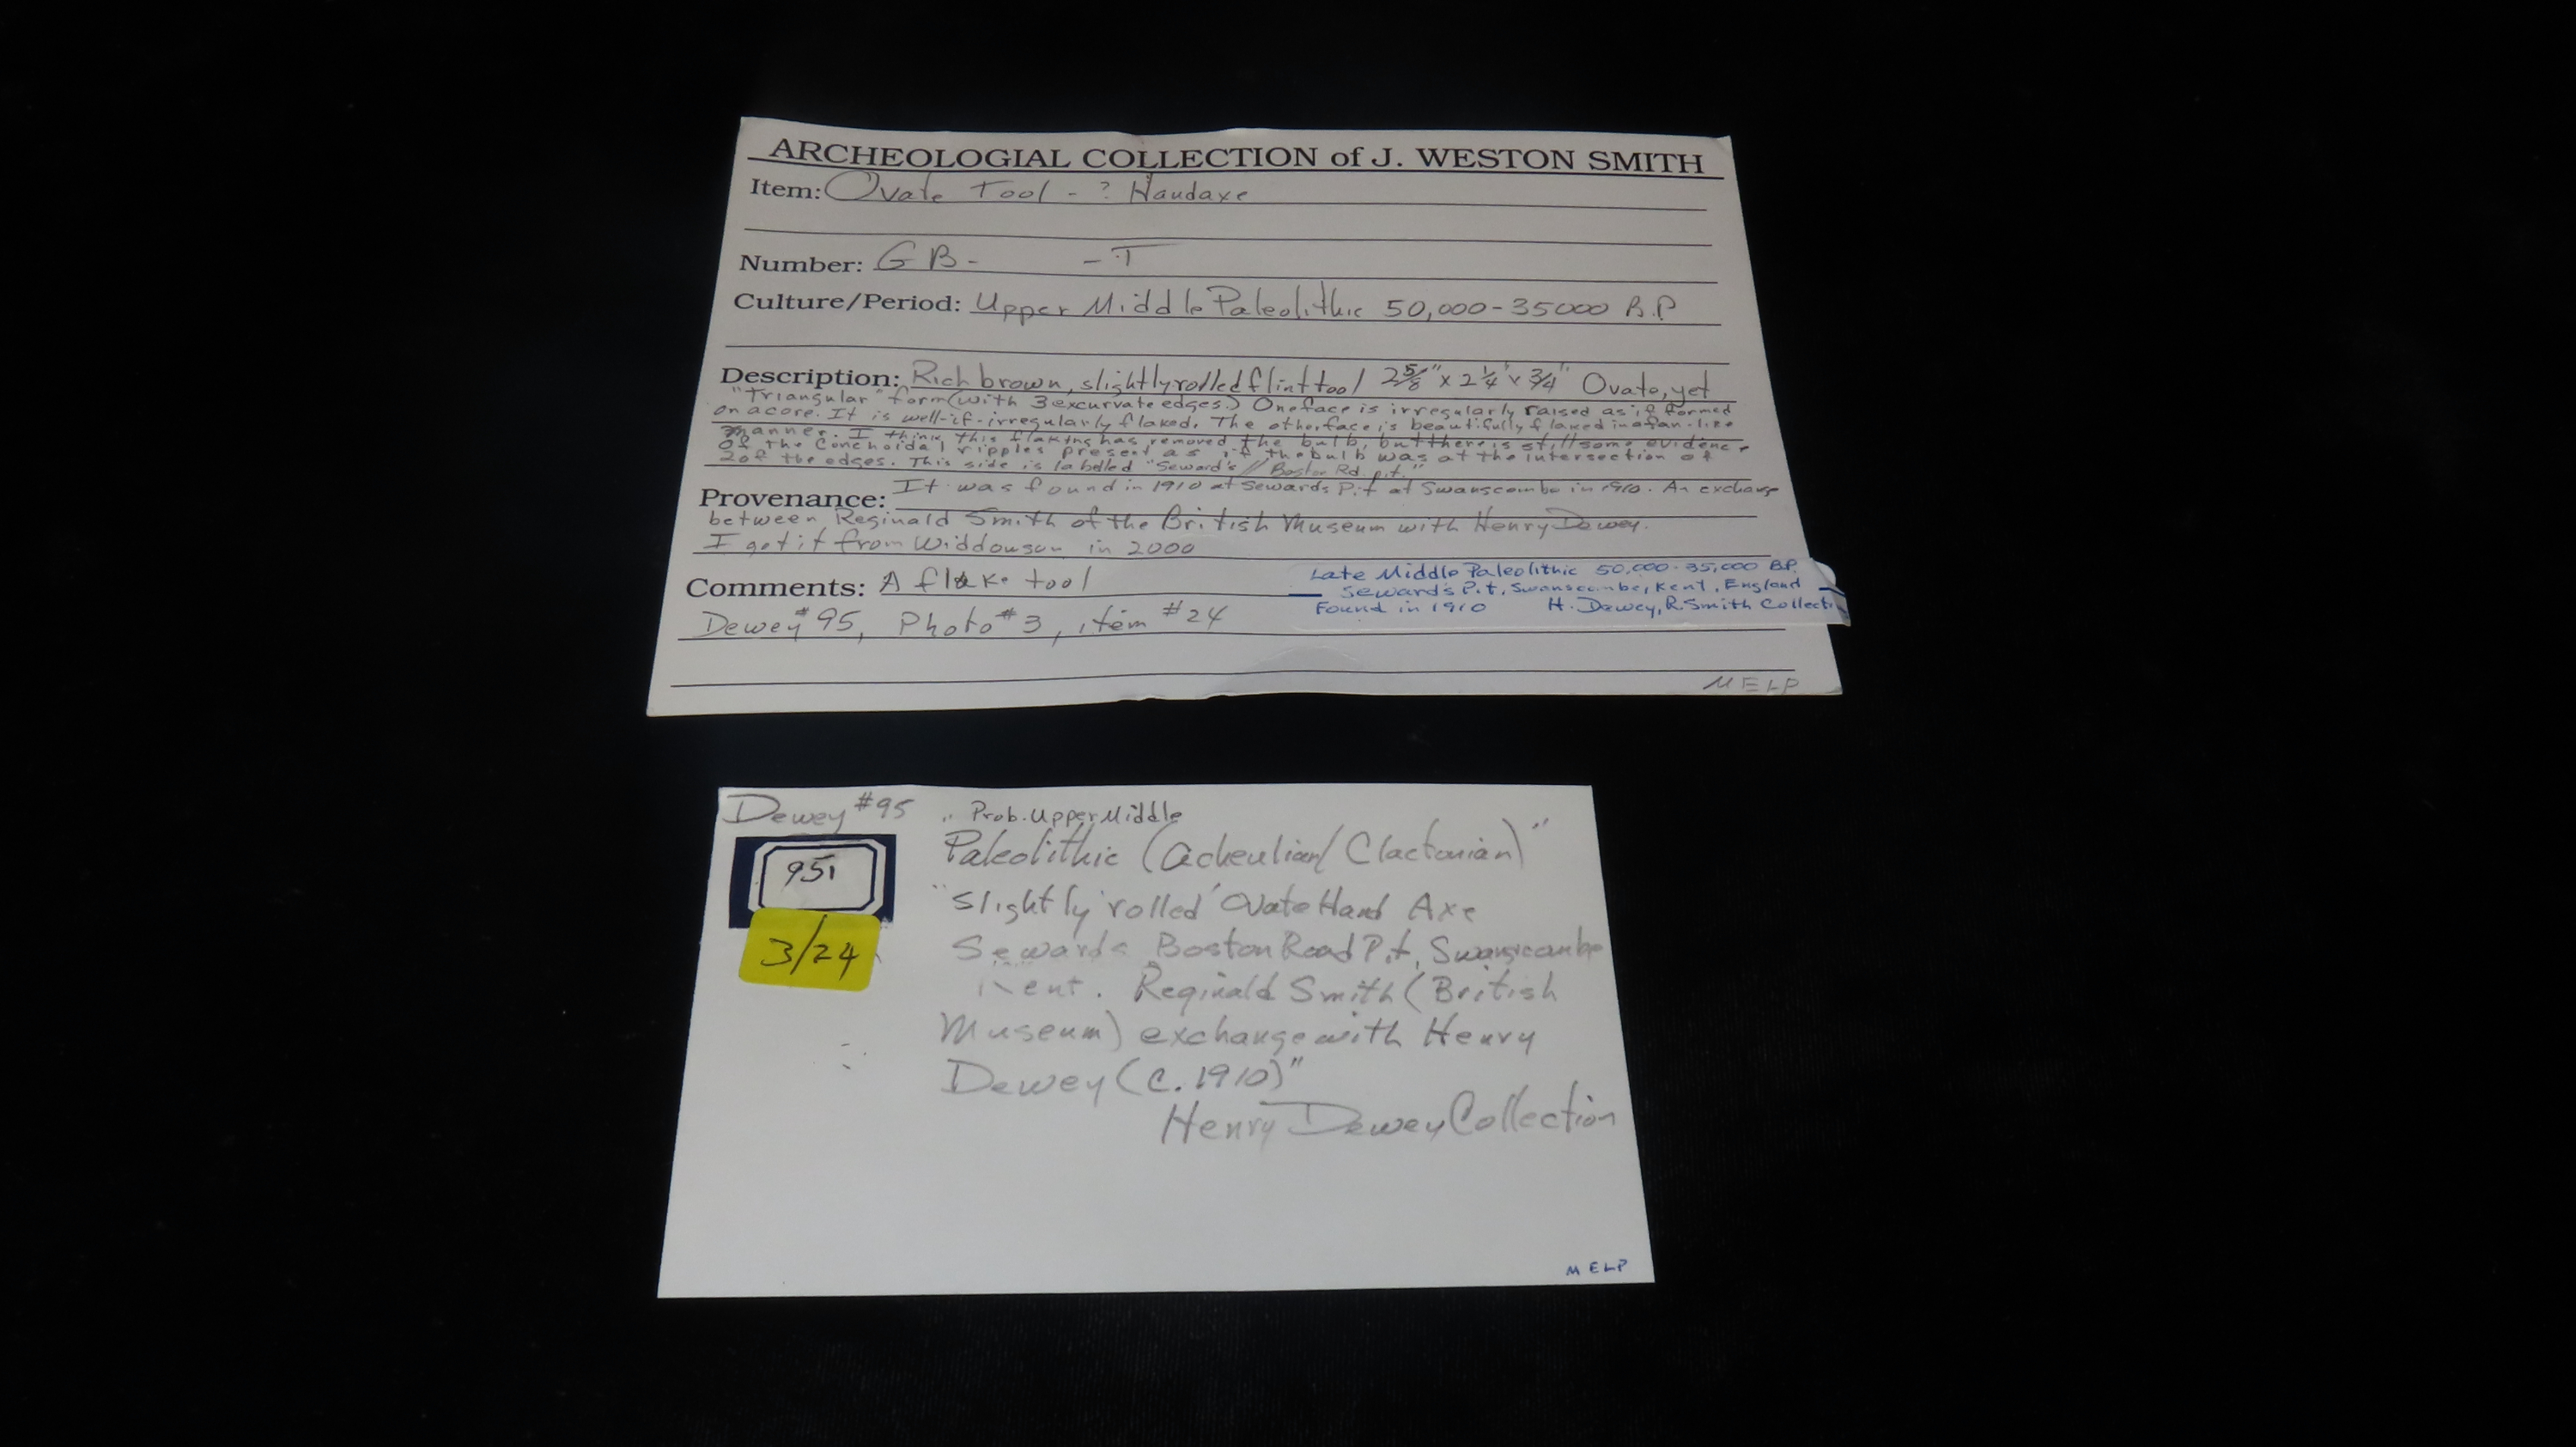 ARCHEOLOGIAL COLLECTION of J. WESTON SMITH
Item: Ovate Tool - ? Handaxe
Number: GB- -T
Culture/Period: Upper Middle Paleolithic 50,000-35000 B.P
Description: Rich brown, slightly rolled flint tool 2 5/8" x 2 1/4" x 3/4" Ovate, yet
"Triangular" form (with 3 excurvate edges.) One face is irregularly raised as if formed
on a core. It is well-if-irregularly flaked. The other face is beautifully flaked in a fan-like
manner. I think this flaking has removed the bulb, but there is still some evidence
of the conchoidal ripples present as if the bulb was at the intersection of
2 of the edges. This side is labelled "Seward's // Boston Rd. pit."
Provenance: It was found in 1910 at Sewards Pit at Swanscombe in 1910. An exchange
between Reginald Smith of the British Museum with Henry Dewey.
I got it from Widdowson in 2000
Comments: A flake tool
Dewey #95, Photo #3, item #24
Late Middle Paleolithic 50,000-35,000 B.P.
Seward's Pit, Swanscombe, Kent, England
Found in 1910 H. Dewey, R. Smith Collecti
MELP
Dewey #95
951
3/24
"Prob. Upper Middle
Paleolithic (Acheulian/Clactonian)"
"Slightly 'rolled' Ovate Hand Axe
Sewards Boston Road Pit, Swanscombe
Kent. Reginald Smith (British
Museum) exchange with Henry
Dewey (c. 1910)"
Henry Dewey Collection
MELP